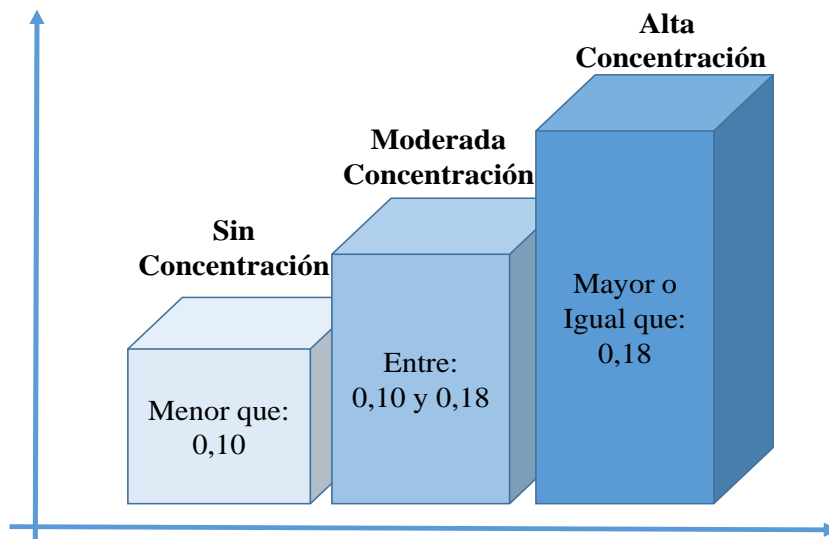 Sin
Concentración
Menor que:
0,10
Moderada
Concentración
Entre:
0,10 y 0,18
Alta
Concentración
Mayor o
Igual que:
0,18